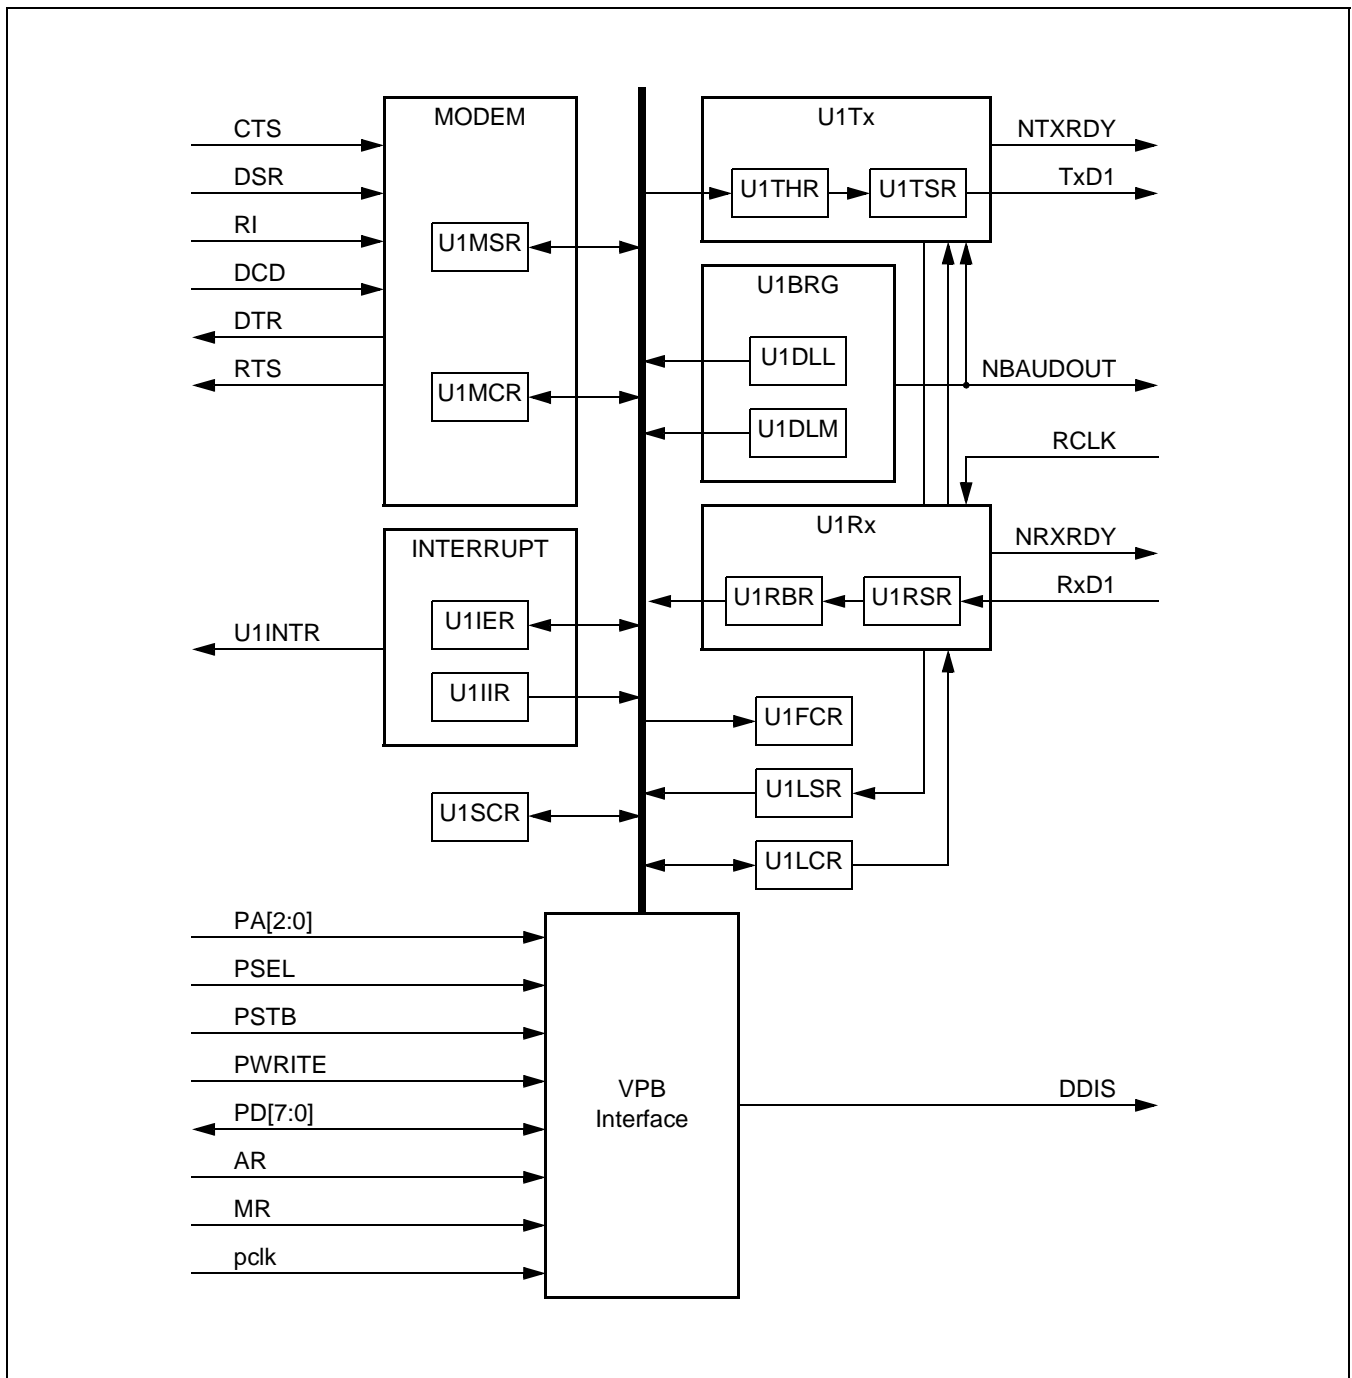 MODEM
CTS
DSR
RI
DCD
DTR
RTS
U1MSR
U1MCR
U1Tx
U1THR
U1TSR
NTXRDY
TxD1
U1BRG
U1DLL
U1DLM
NBAUDOUT
RCLK
INTERRUPT
U1INTR
U1IER
U1IIR
U1Rx
U1RBR
U1RSR
NRXRDY
RxD1
U1FCR
U1LSR
U1LCR
U1SCR
PA[2:0]
PSEL
PSTB
PWRITE
PD[7:0]
AR
MR
pclk
VPB
Interface
DDIS